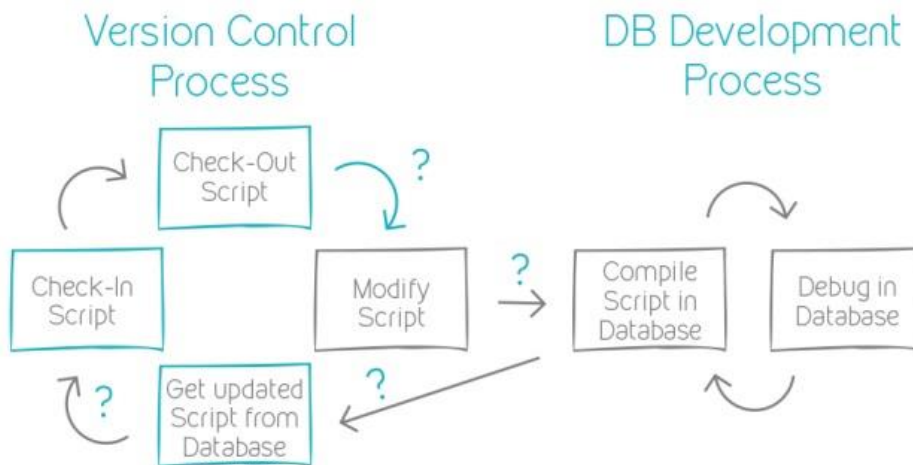 Version Control
Process
DB Development
Process
Check-Out
Script
?
Check-In
Script
Modify
Script
?
Compile
Script in
Database
Debug in
Database
Get updated
Script from
Database
?
?